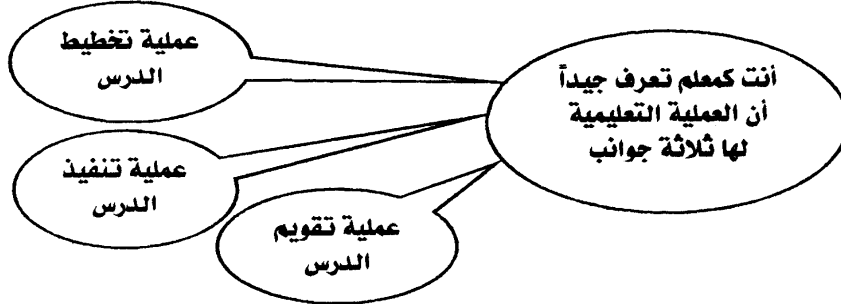 أنت كمعلم تعرف جيداً
أن العملية التعليمية
لها ثلاثة جوانب
عملية تخطيط
الدرس
عملية تنفيذ
الدرس
عملية تقويم
الدرس